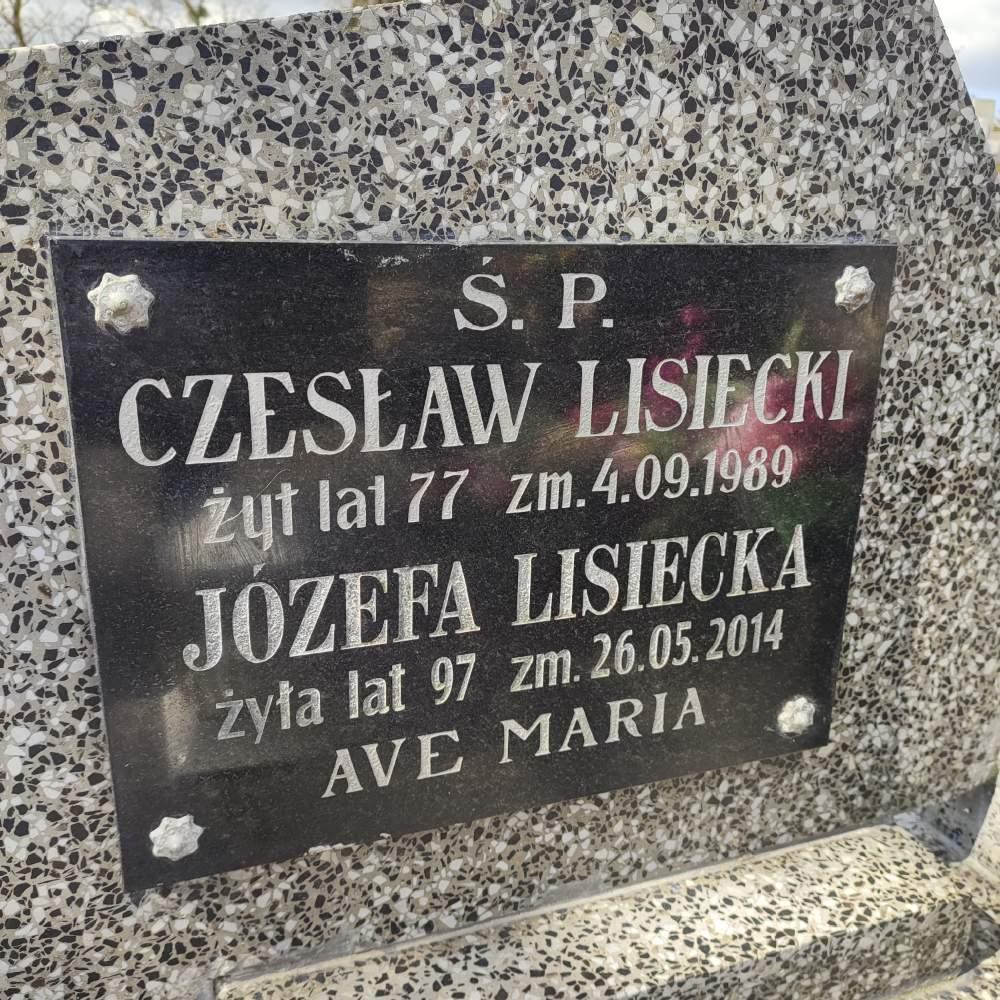 Ś. P.
CZESŁAW LISIECKI
żył lat 77 zm. 4.09.1989
JÓZEFA LISIECKA
żyła lat 97 zm. 26.05.2014
AVE MARIA